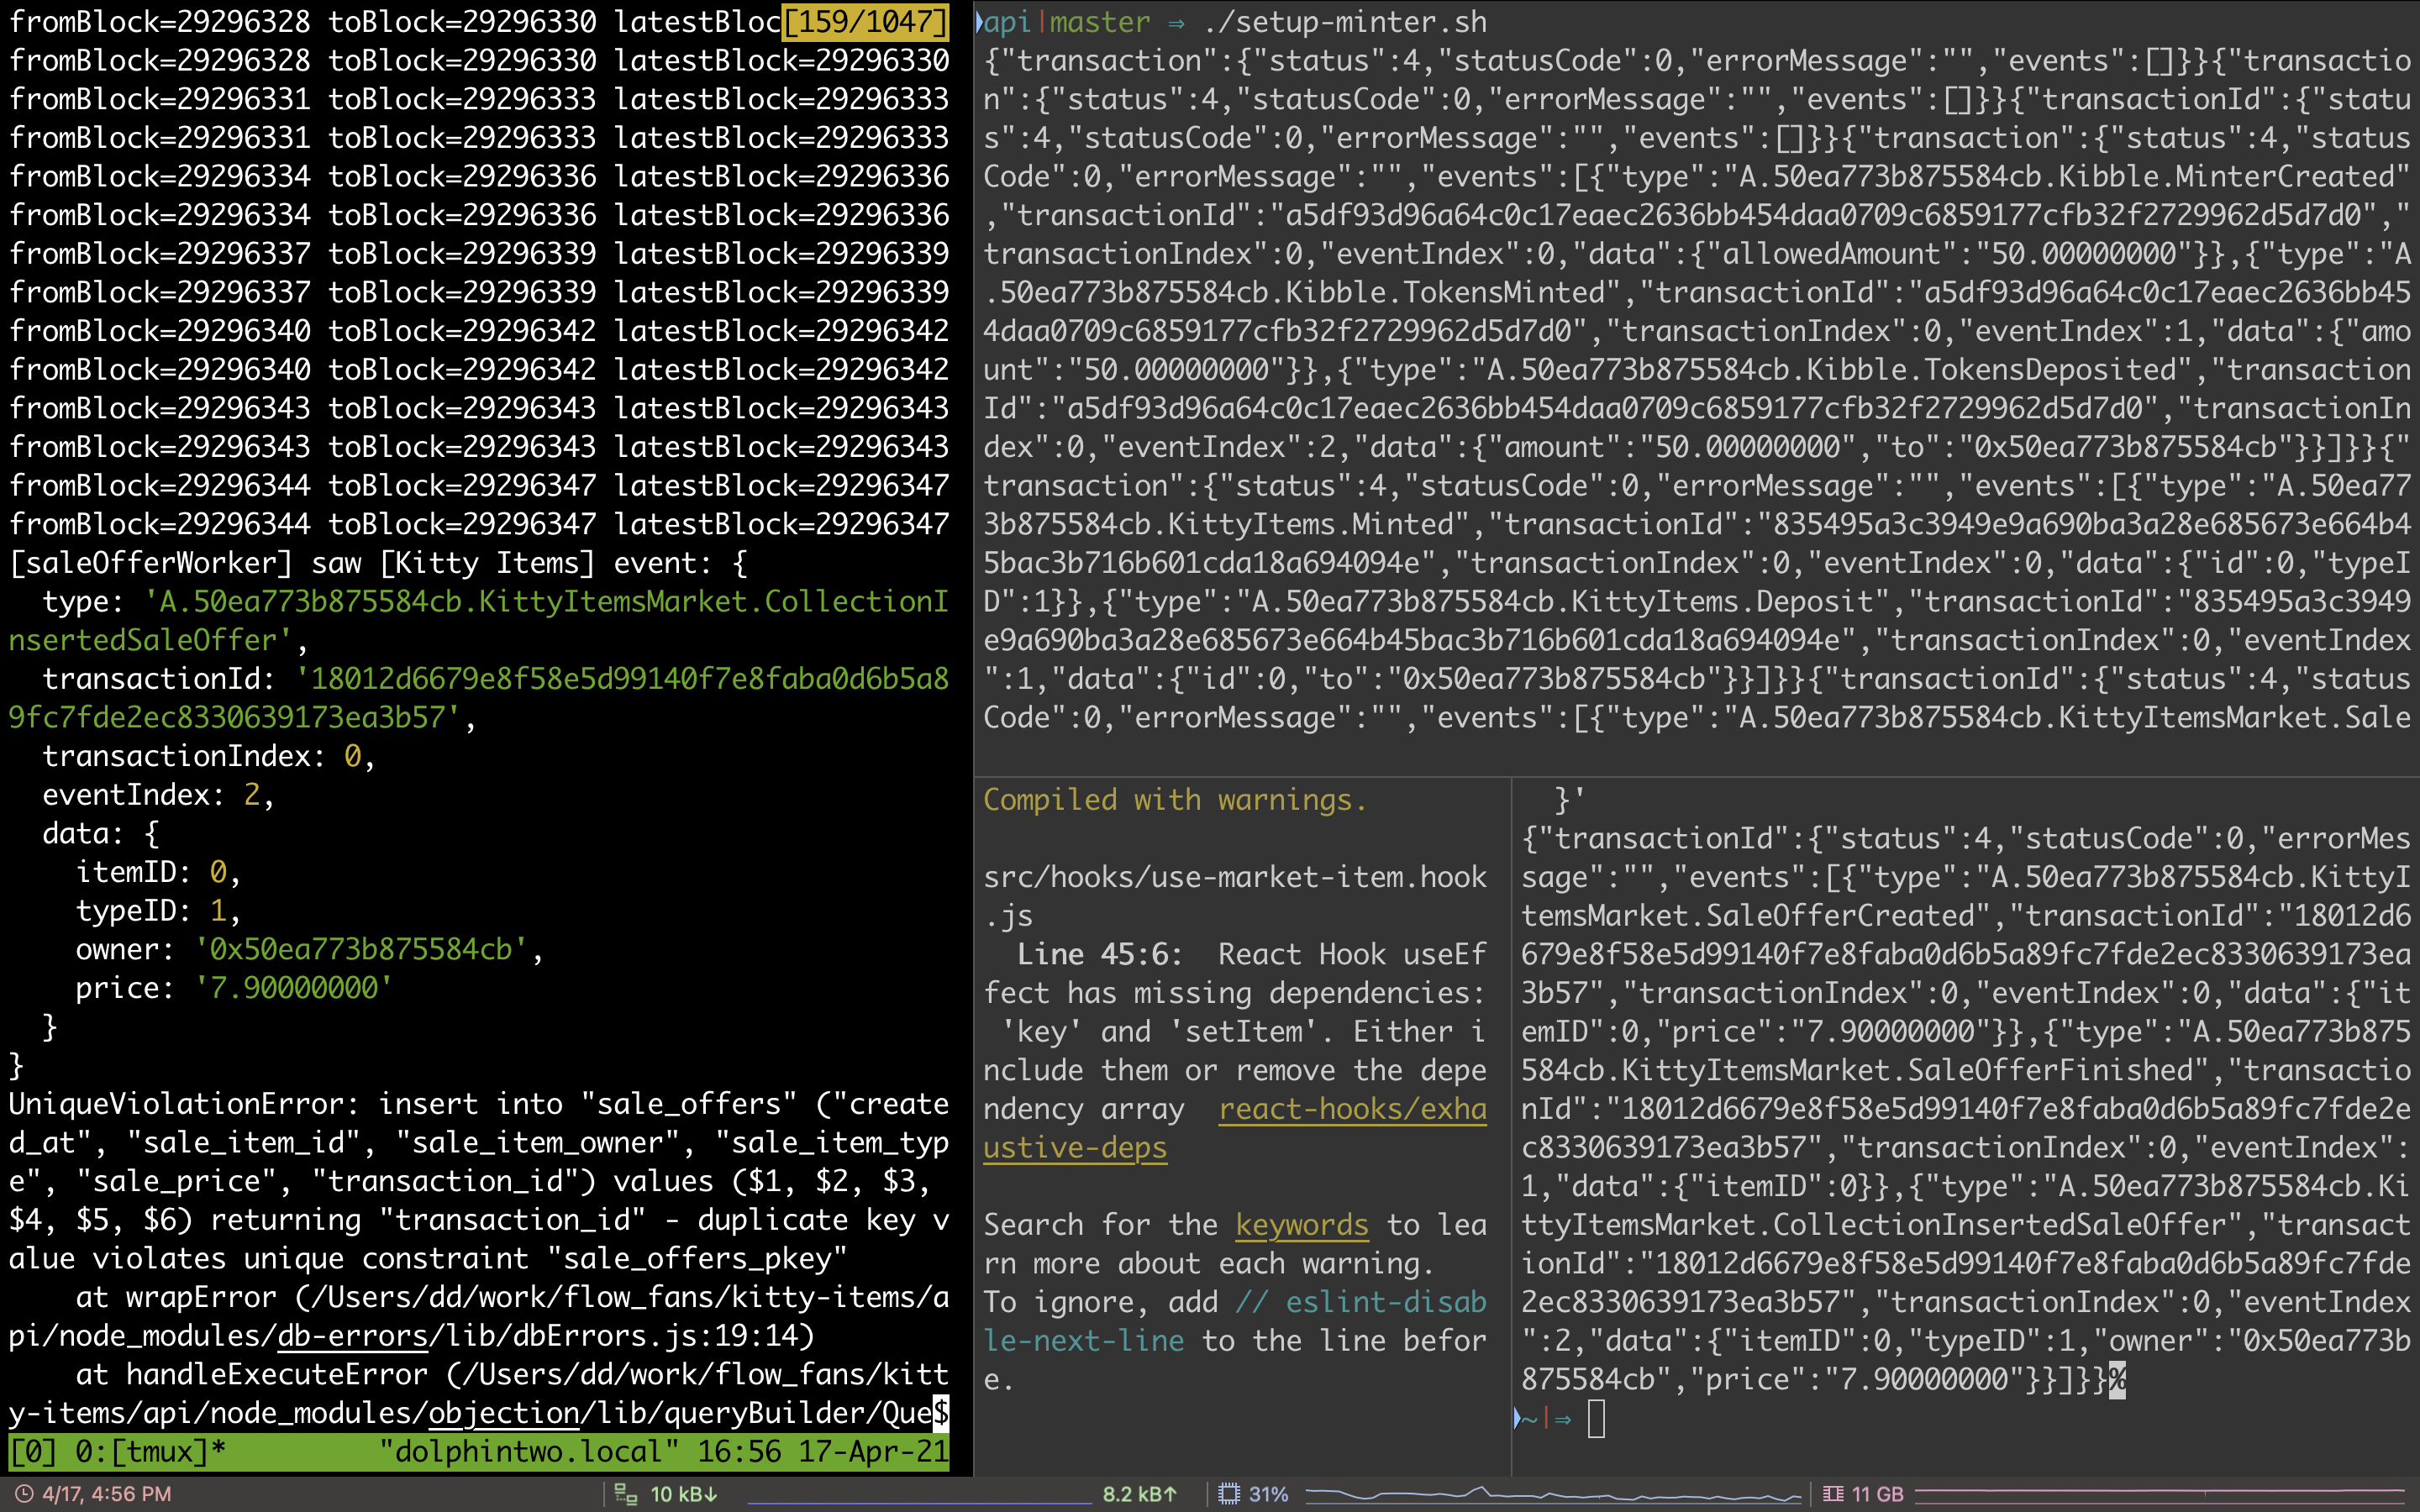 fromBlock=29296328 toBlock=29296330 latestBloc[159/1047]
fromBlock=29296328 toBlock=29296330 latestBlock=29296330
fromBlock=29296331 toBlock=29296333 latestBlock=29296333
fromBlock=29296331 toBlock=29296333 latestBlock=29296333
fromBlock=29296334 toBlock=29296336 latestBlock=29296336
fromBlock=29296334 toBlock=29296336 latestBlock=29296336
fromBlock=29296337 toBlock=29296339 latestBlock=29296339
fromBlock=29296337 toBlock=29296339 latestBlock=29296339
fromBlock=29296340 toBlock=29296342 latestBlock=29296342
fromBlock=29296340 toBlock=29296342 latestBlock=29296342
fromBlock=29296343 toBlock=29296343 latestBlock=29296343
fromBlock=29296343 toBlock=29296343 latestBlock=29296343
fromBlock=29296344 toBlock=29296347 latestBlock=29296347
fromBlock=29296344 toBlock=29296347 latestBlock=29296347
[saleOfferWorker] saw [Kitty Items] event: {
  type: 'A.50ea773b875584cb.KittyItemsMarket.CollectionI
nsertedSaleOffer',
  transactionId: '18012d6679e8f58e5d99140f7e8faba0d6b5a8
9fc7fde2ec8330639173ea3b57',
  transactionIndex: 0,
  eventIndex: 2,
  data: {
    itemID: 0,
    typeID: 1,
    owner: '0x50ea773b875584cb',
    price: '7.90000000'
  }
}
UniqueViolationError: insert into "sale_offers" ("create
d_at", "sale_item_id", "sale_item_owner", "sale_item_typ
e", "sale_price", "transaction_id") values ($1, $2, $3,
$4, $5, $6) returning "transaction_id" - duplicate key v
alue violates unique constraint "sale_offers_pkey"
    at wrapError (/Users/dd/work/flow_fans/kitty-items/a
pi/node_modules/db-errors/lib/dbErrors.js:19:14)
    at handleExecuteError (/Users/dd/work/flow_fans/kitt
y-items/api/node_modules/objection/lib/queryBuilder/Que$
[0] 0:[tmux]* "dolphintwo.local" 16:56 17-Apr-21
api|master ⇒ ./setup-minter.sh
{"transaction":{"status":4,"statusCode":0,"errorMessage":"","events":[]}}{"transactio
n":{"status":4,"statusCode":0,"errorMessage":"","events":[]}}{"transactionId":{"statu
s":4,"statusCode":0,"errorMessage":"","events":[]}}{"transaction":{"status":4,"status
Code":0,"errorMessage":"","events":[{"type":"A.50ea773b875584cb.Kibble.MinterCreated"
,"transactionId":"a5df93d96a64c0c17eaec2636bb454daa0709c6859177cfb32f2729962d5d7d0","
transactionIndex":0,"eventIndex":0,"data":{"allowedAmount":"50.00000000"}},{"type":"A
.50ea773b875584cb.Kibble.TokensMinted","transactionId":"a5df93d96a64c0c17eaec2636bb45
4daa0709c6859177cfb32f2729962d5d7d0","transactionIndex":0,"eventIndex":1,"data":{"amo
unt":"50.00000000"}},{"type":"A.50ea773b875584cb.Kibble.TokensDeposited","transaction
Id":"a5df93d96a64c0c17eaec2636bb454daa0709c6859177cfb32f2729962d5d7d0","transactionIn
dex":0,"eventIndex":2,"data":{"amount":"50.00000000","to":"0x50ea773b875584cb"}}]}}{"
transaction":{"status":4,"statusCode":0,"errorMessage":"","events":[{"type":"A.50ea77
3b875584cb.KittyItems.Minted","transactionId":"835495a3c3949e9a690ba3a28e685673e664b4
5bac3b716b601cda18a694094e","transactionIndex":0,"eventIndex":0,"data":{"id":0,"typeI
D":1}},{"type":"A.50ea773b875584cb.KittyItems.Deposit","transactionId":"835495a3c3949
e9a690ba3a28e685673e664b45bac3b716b601cda18a694094e","transactionIndex":0,"eventIndex
":1,"data":{"id":0,"to":"0x50ea773b875584cb"}}]}}{"transactionId":{"status":4,"status
Code":0,"errorMessage":"","events":[{"type":"A.50ea773b875584cb.KittyItemsMarket.Sale
Compiled with warnings.
src/hooks/use-market-item.hook
.js
  Line 45:6:  React Hook useEf
fect has missing dependencies:
 'key' and 'setItem'. Either i
nclude them or remove the depe
ndency array  react-hooks/exha
ustive-deps
Search for the keywords to lea
rn more about each warning.
To ignore, add // eslint-disab
le-next-line to the line befor
e.
  }'
{"transactionId":{"status":4,"statusCode":0,"errorMes
sage":"","events":[{"type":"A.50ea773b875584cb.KittyI
temsMarket.SaleOfferCreated","transactionId":"18012d6
679e8f58e5d99140f7e8faba0d6b5a89fc7fde2ec8330639173ea
3b57","transactionIndex":0,"eventIndex":0,"data":{"it
emID":0,"price":"7.90000000"}},{"type":"A.50ea773b875
584cb.KittyItemsMarket.SaleOfferFinished","transactio
nId":"18012d6679e8f58e5d99140f7e8faba0d6b5a89fc7fde2e
c8330639173ea3b57","transactionIndex":0,"eventIndex":
1,"data":{"itemID":0}},{"type":"A.50ea773b875584cb.Ki
ttyItemsMarket.CollectionInsertedSaleOffer","transact
ionId":"18012d6679e8f58e5d99140f7e8faba0d6b5a89fc7fde
2ec8330639173ea3b57","transactionIndex":0,"eventIndex
":2,"data":{"itemID":0,"typeID":1,"owner":"0x50ea773b
875584cb","price":"7.90000000"}}]}}%
~|⇒
4/17, 4:56 PM
10 kB↓
8.2 kB↑
31%
11 GB